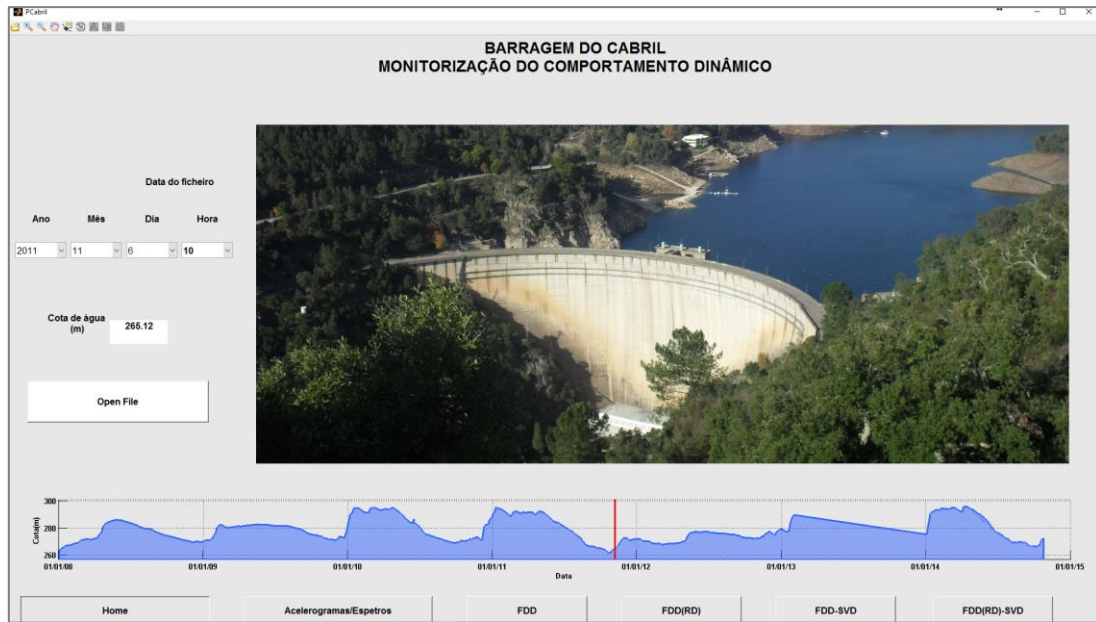 PCabril
BARRAGEM DO CABRIL
MONITORIZAÇÃO DO COMPORTAMENTO DINÂMICO
Data do ficheiro
Ano Mês Dia Hora
2011 11 6 10
Cota de água
(m)
265.12
Open File
300
280
260
Cota(m)
01/01/08 01/01/09 01/01/10 01/01/11 01/01/12 01/01/13 01/01/14 01/01/15
Data
Home Acelerogramas/Espetros FDD FDD(RD) FDD-SVD FDD(RD)-SVD